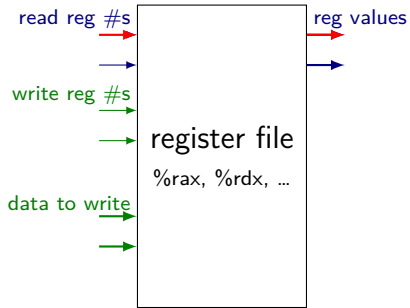 read reg #s
reg values
write reg #s
register file
%rax, %rdx, …
data to write